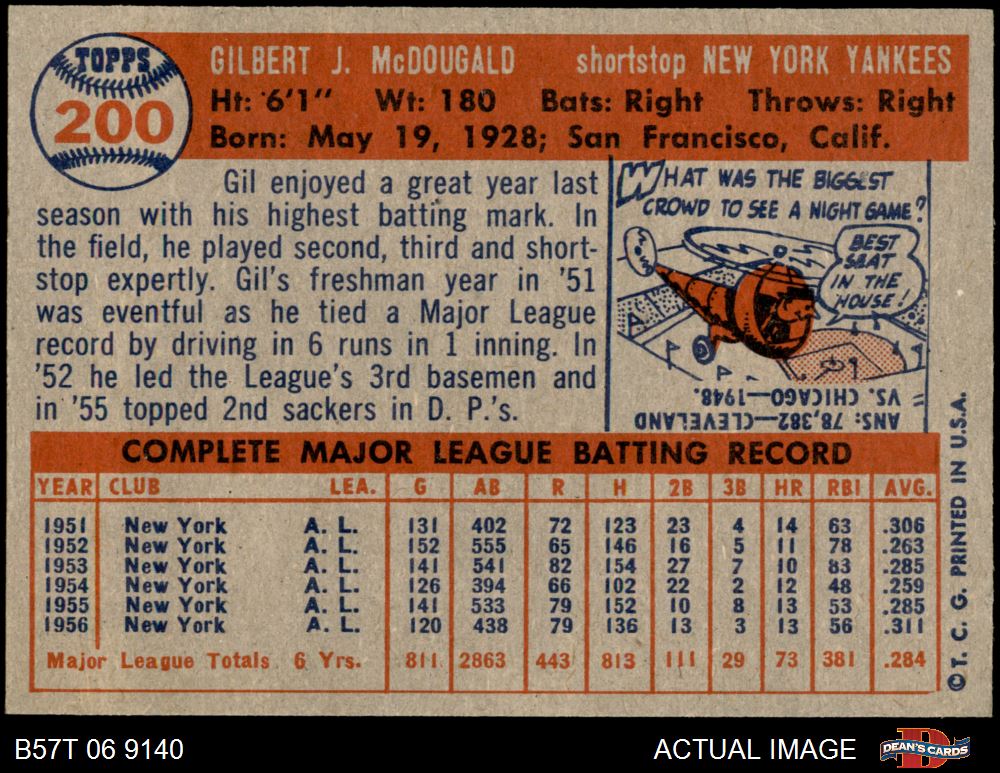 TOPPS
200
GILBERT J. McDOUGALD shortstop NEW YORK YANKEES
Ht: 6'1" Wt: 180 Bats: Right Throws: Right
Born: May 19, 1928; San Francisco, Calif.
Gil enjoyed a great year last
season with his highest batting mark. In
the field, he played second, third and short-
stop expertly. Gil's freshman year in '51
was eventful as he tied a Major League
record by driving in 6 runs in 1 inning. In
'52 he led the League's 3rd basemen and
in '55 topped 2nd sackers in D. P.'s.
WHAT WAS THE BIGGEST
CROWD TO SEE A NIGHT GAME?
BEST
SEAT
IN THE
HOUSE!
ANS: 78,382—CLEVELAND
VS. CHICAGO—1948.
COMPLETE MAJOR LEAGUE BATTING RECORD
YEAR CLUB LEA. G AB R H 2B 3B HR RBI AVG.
1951 New York A. L. 131 402 72 123 23 4 14 63 .306
1952 New York A. L. 152 555 65 146 16 5 11 78 .263
1953 New York A. L. 141 541 82 154 27 7 10 83 .285
1954 New York A. L. 126 394 66 102 22 2 12 48 .259
1955 New York A. L. 141 533 79 152 10 8 13 53 .285
1956 New York A. L. 120 438 79 136 13 3 13 56 .311
Major League Totals 6 Yrs. 811 2863 443 813 111 29 73 381 .284
©T. C. G. PRINTED IN U.S.A.
B57T 06 9140 ACTUAL IMAGE
DEAN'S CARDS